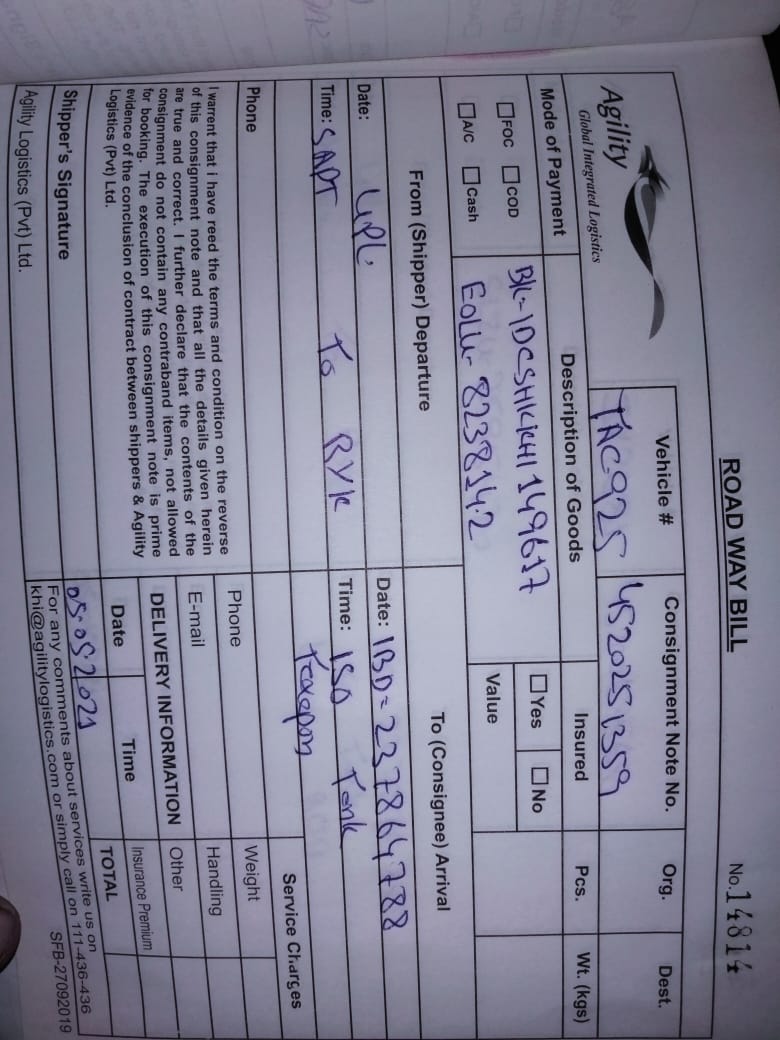 ROAD WAY BILL
No.14814
Agility
Global Integrated Logistics
Vehicle #
TAC-925
Consignment Note No.
4520251359
Org.
Dest.
Mode of Payment
FOC COD
A/C Cash
Description of Goods
BK-IDCSHKKHI149617
EOLU-8238142
Insured
Yes No
Value
Pcs.
Wt. (kgs)
From (Shipper) Departure
Date: UPL
Time: SAPT To RYK
Phone
To (Consignee) Arrival
Date: IBD=237864788
Time: ISO Tank
Phone
E-mail
Service Charges
Weight
Handling
Other
Insurance Premium
TOTAL
I warrent that i have reed the terms and condition on the reverse
of this consignment note and that all the details given herein
are true and correct. I further declare that the contents of the
consignment do not contain any contraband items, not allowed
for booking. The execution of this consignment note is prime
evidence of the conclusion of contract between shippers & Agility
Logistics (Pvt) Ltd.
Shipper's Signature
Agility Logistics (Pvt) Ltd.
DELIVERY INFORMATION
Date
Time
05.05.2021
For any comments about services write us on
khi@agilitylogistics.com or simply call on 111-436-436
SFB-27092019